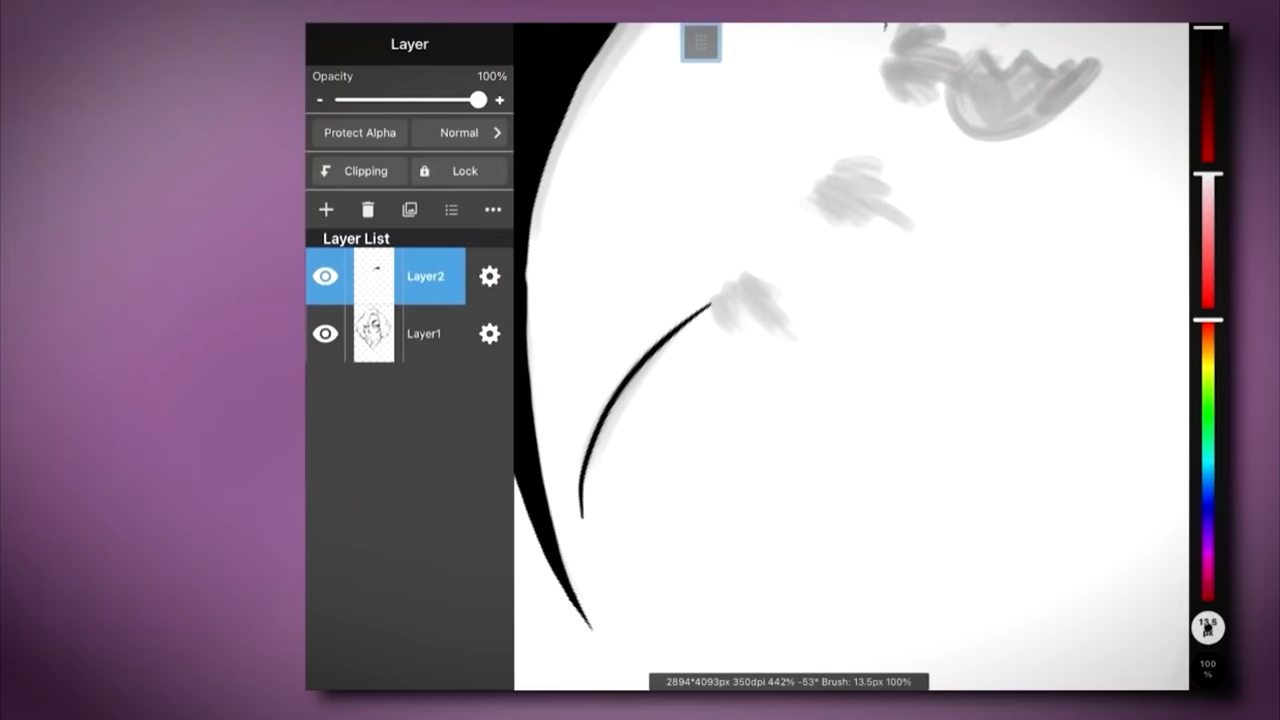 Layer
Opacity 100%
- +
Protect Alpha Normal
Clipping Lock
Layer List
Layer2
Layer1
13.5
px
100
%
2894*4093px 350dpi 442% -53° Brush: 13.5px 100%